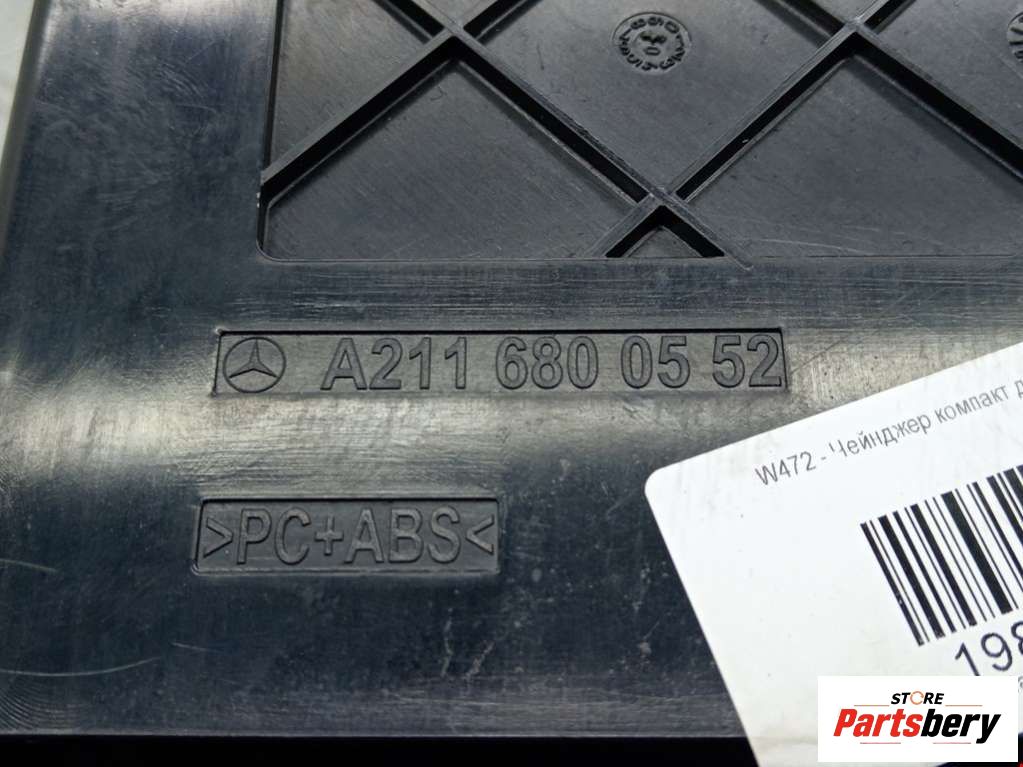 A211 680 05 52
>PC+ABS<
W472 - Чейнджер компакт д
198
STORE
Partsbery